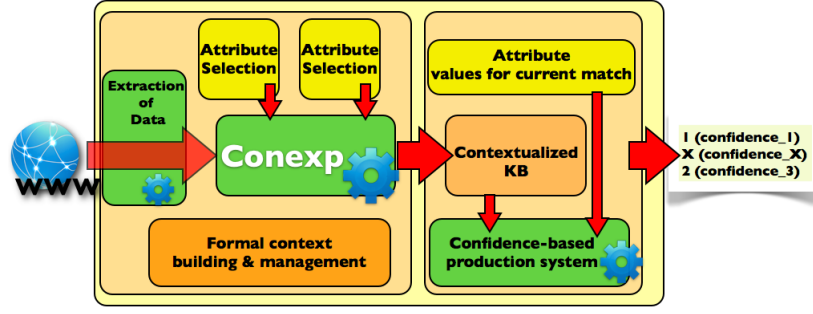 Attribute
Selection
Attribute
Selection
Attribute
values for current match
Extraction
of
Data
WWW
Conexp
Contextualized
KB
1 (confidence_1)
X (confidence_X)
2 (confidence_3)
Formal context
building & management
Confidence-based
production system